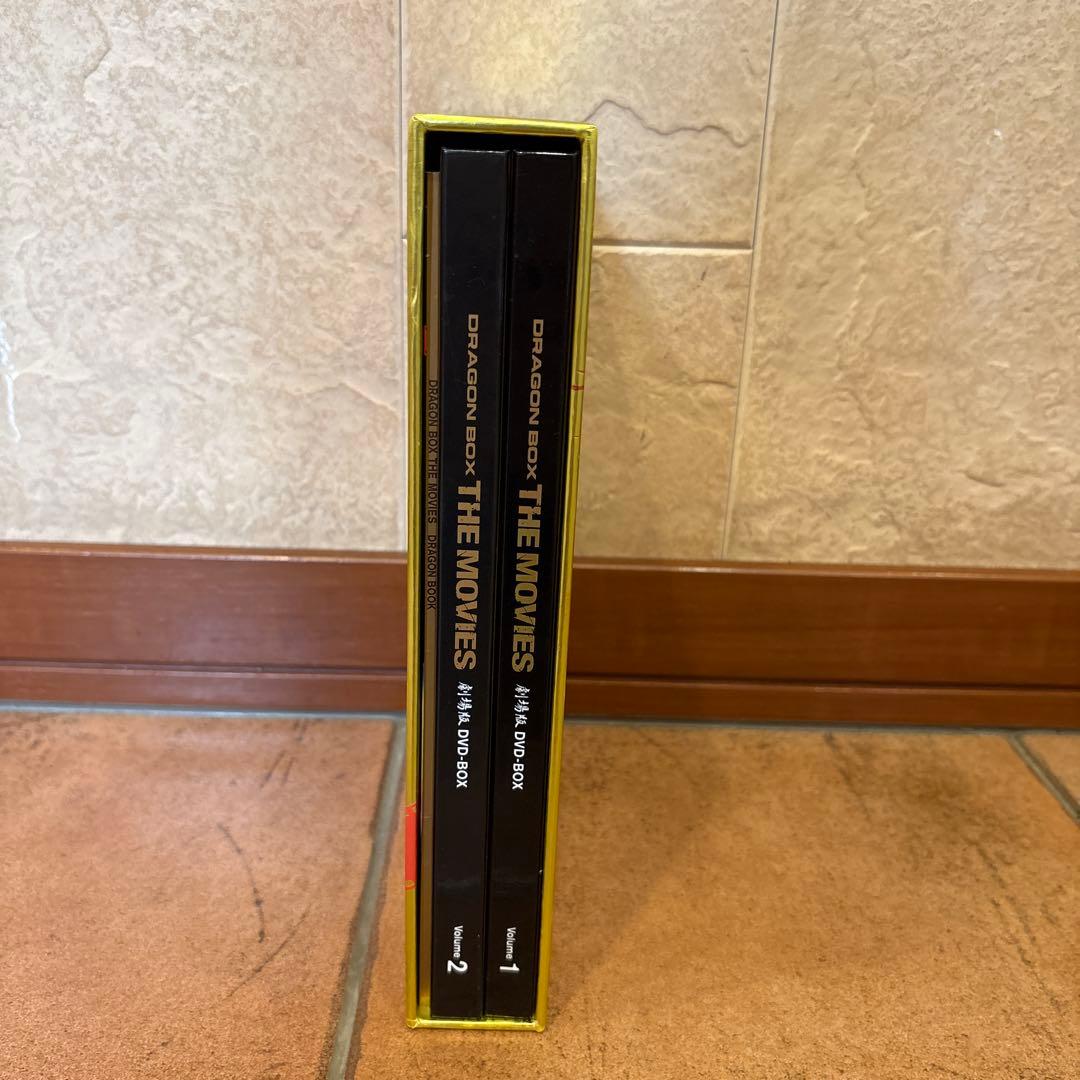 DRAGON BOX THE MOVIES DRAGON BOOK
DRAGON BOX THE MOVIES 劇場版 DVD-BOX Volume 2
DRAGON BOX THE MOVIES 劇場版 DVD-BOX Volume 1